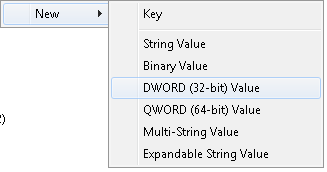 New
Key
String Value
Binary Value
DWORD (32-bit) Value
QWORD (64-bit) Value
Multi-String Value
Expandable String Value